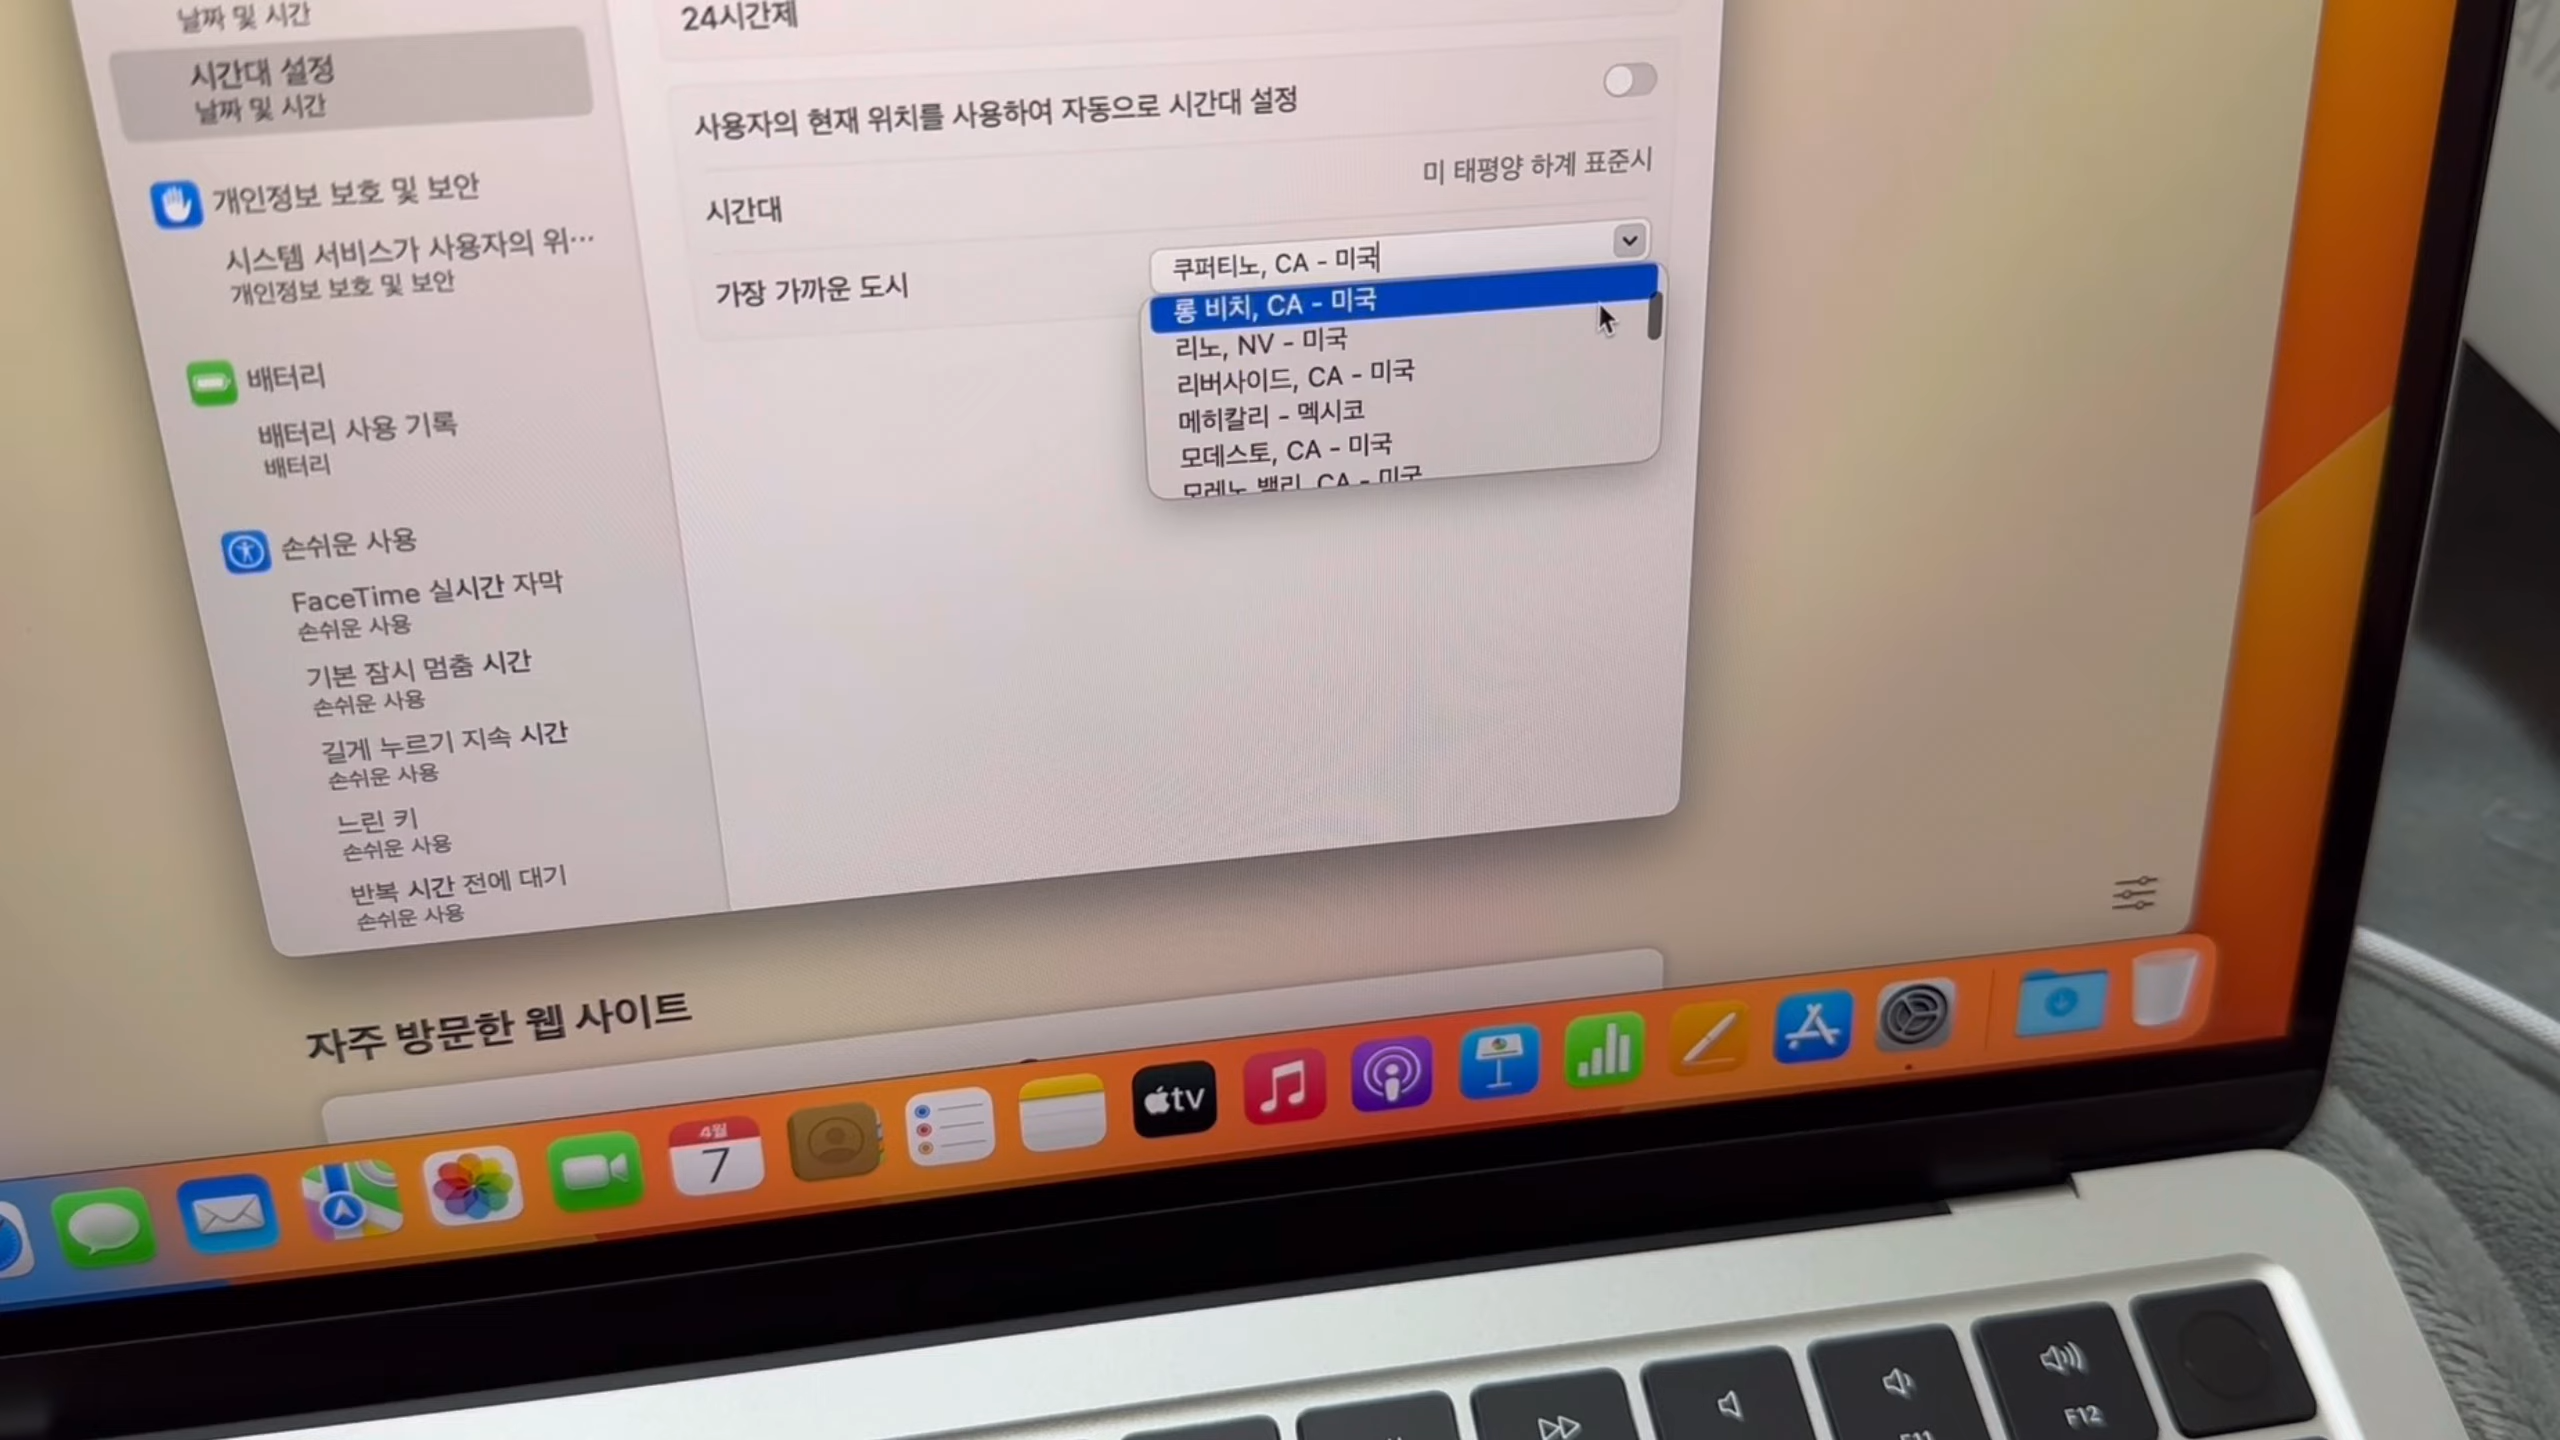 날짜 및 시간
시간대 설정
날짜 및 시간
개인정보 보호 및 보안
시스템 서비스가 사용자의 위…
개인정보 보호 및 보안
배터리
배터리 사용 기록
배터리
손쉬운 사용
FaceTime 실시간 자막
손쉬운 사용
기본 잠시 멈춤 시간
손쉬운 사용
길게 누르기 지속 시간
손쉬운 사용
느린 키
손쉬운 사용
반복 시간 전에 대기
손쉬운 사용
24시간제
사용자의 현재 위치를 사용하여 자동으로 시간대 설정
시간대
미 태평양 하계 표준시
가장 가까운 도시
쿠퍼티노, CA - 미국
롱 비치, CA - 미국
리노, NV - 미국
리버사이드, CA - 미국
메히칼리 - 멕시코
모데스토, CA - 미국
모레노 밸리, CA - 미국
자주 방문한 웹 사이트
4월
7
tv
F11
F12